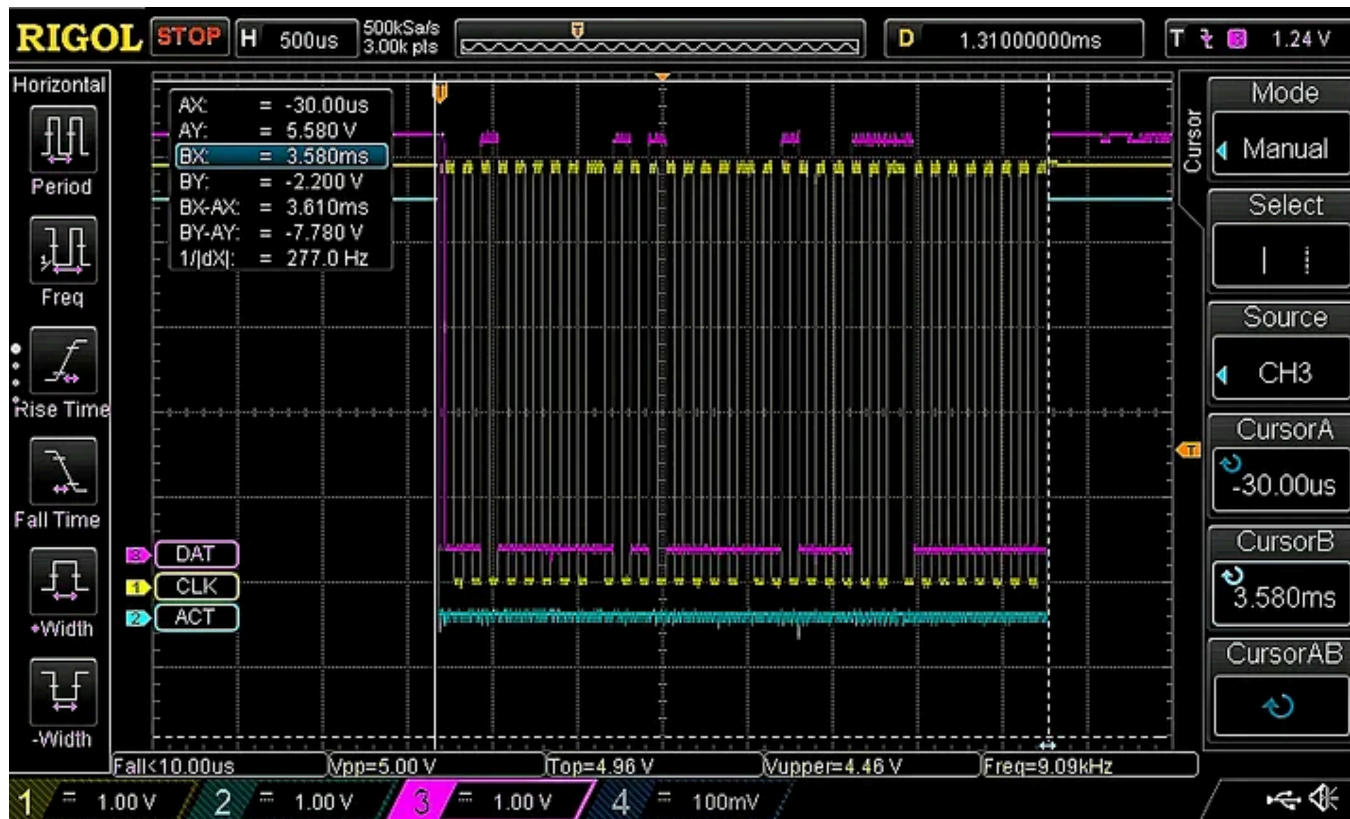 RIGOL STOP H 500us 500kSa/s 3.00k pts D 1.31000000ms T 3 1.24 V
Horizontal
Period
Freq
Rise Time
Fall Time
+Width
-Width
AX: = -30.00us
AY: = 5.580 V
BX: = 3.580ms
BY: = -2.200 V
BX-AX: = 3.610ms
BY-AY: = -7.780 V
1/|dX|: = 277.0 Hz
T
3 DAT
1 CLK
2 ACT
T
Cursor
Mode
Manual
Select
Source
CH3
CursorA
-30.00us
CursorB
3.580ms
CursorAB
Fall<10.00us Vpp=5.00 V Top=4.96 V Vupper=4.46 V Freq=9.09kHz
1 = 1.00 V 2 = 1.00 V 3 = 1.00 V 4 = 100mV